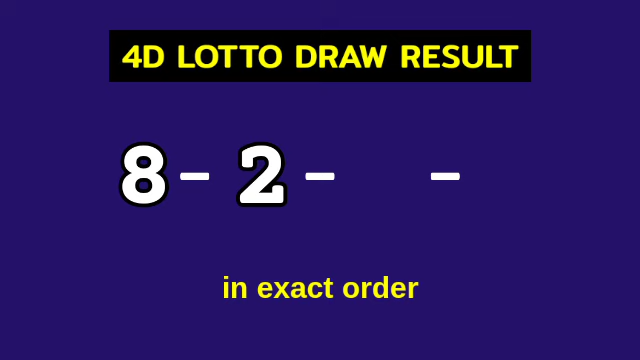 4D LOTTO DRAW RESULT
8 - 2 - -
in exact order